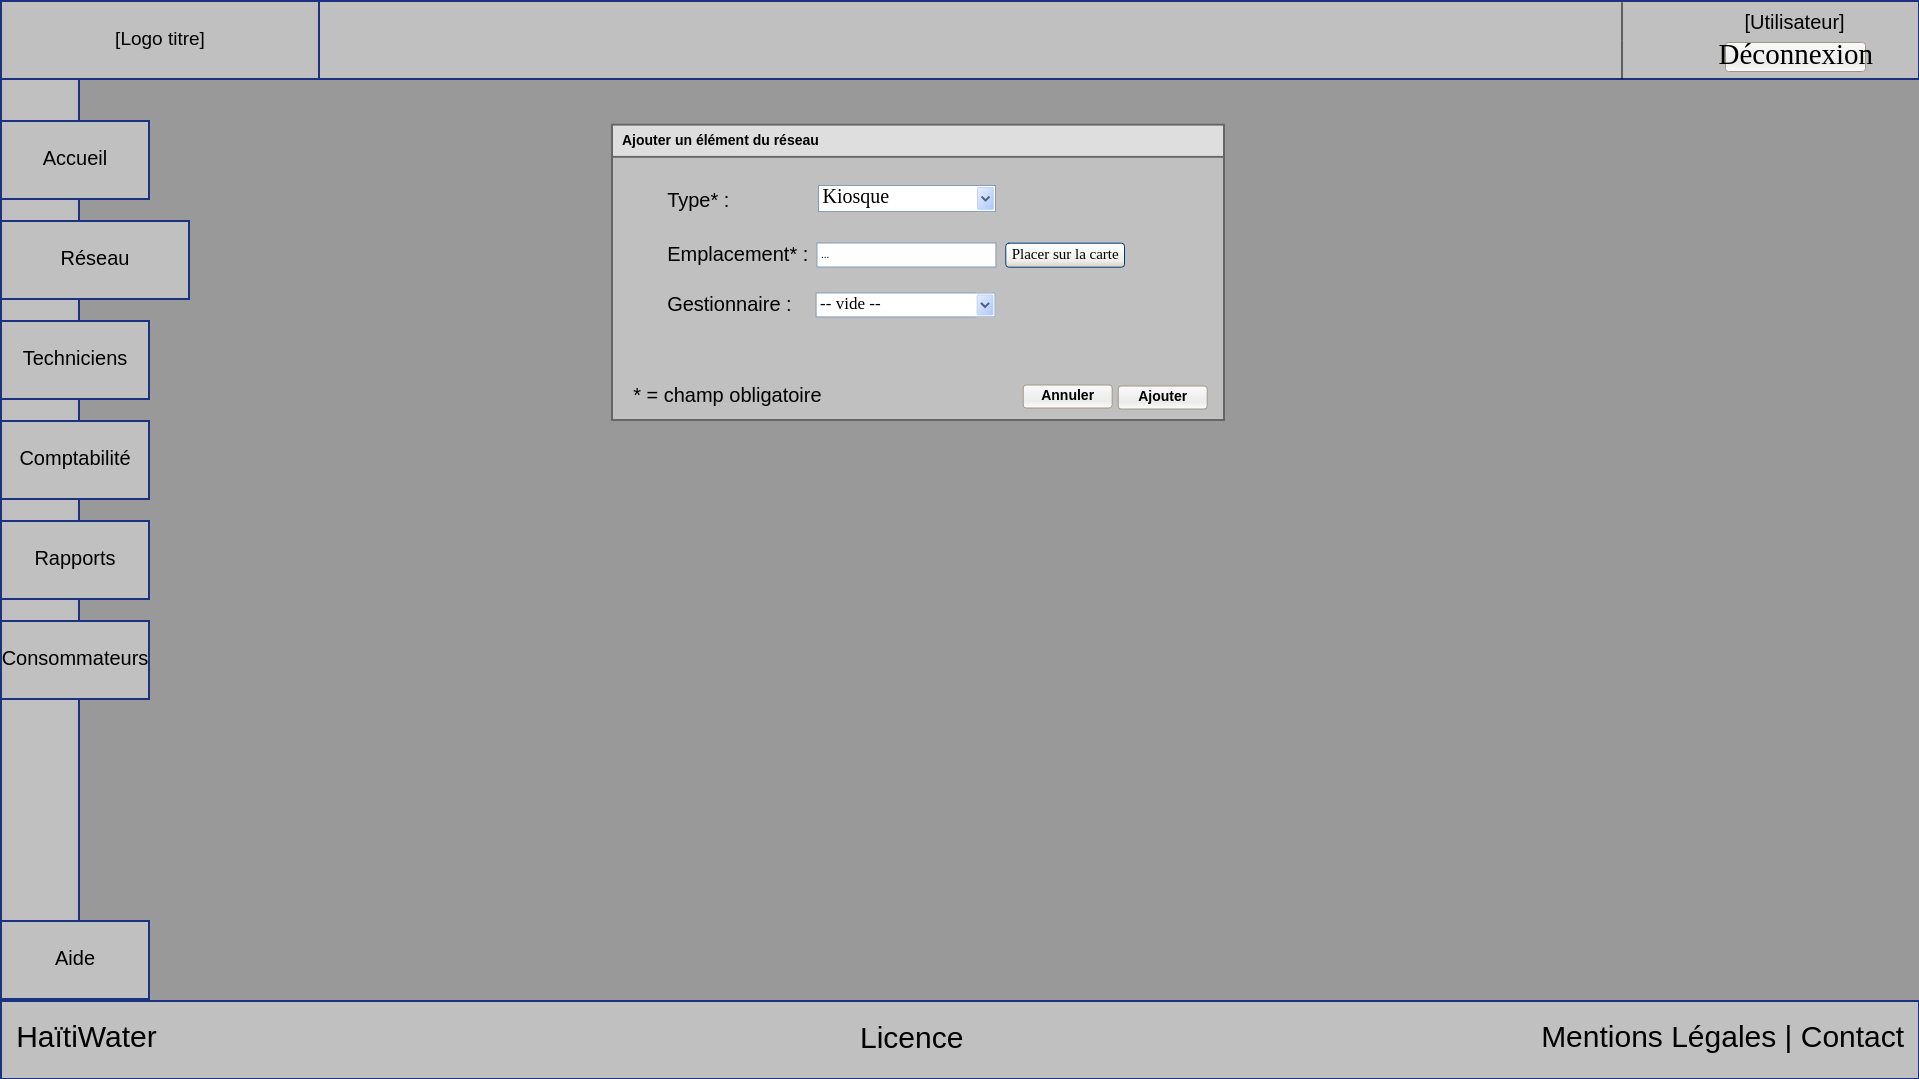 [Logo titre]
[Utilisateur]
Déconnexion
Accueil
Réseau
Techniciens
Comptabilité
Rapports
Consommateurs
Aide
Ajouter un élément du réseau
Type* :
Kiosque
Emplacement* :
...
Placer sur la carte
Gestionnaire :
-- vide --
* = champ obligatoire
Annuler
Ajouter
HaïtiWater
Licence
Mentions Légales | Contact